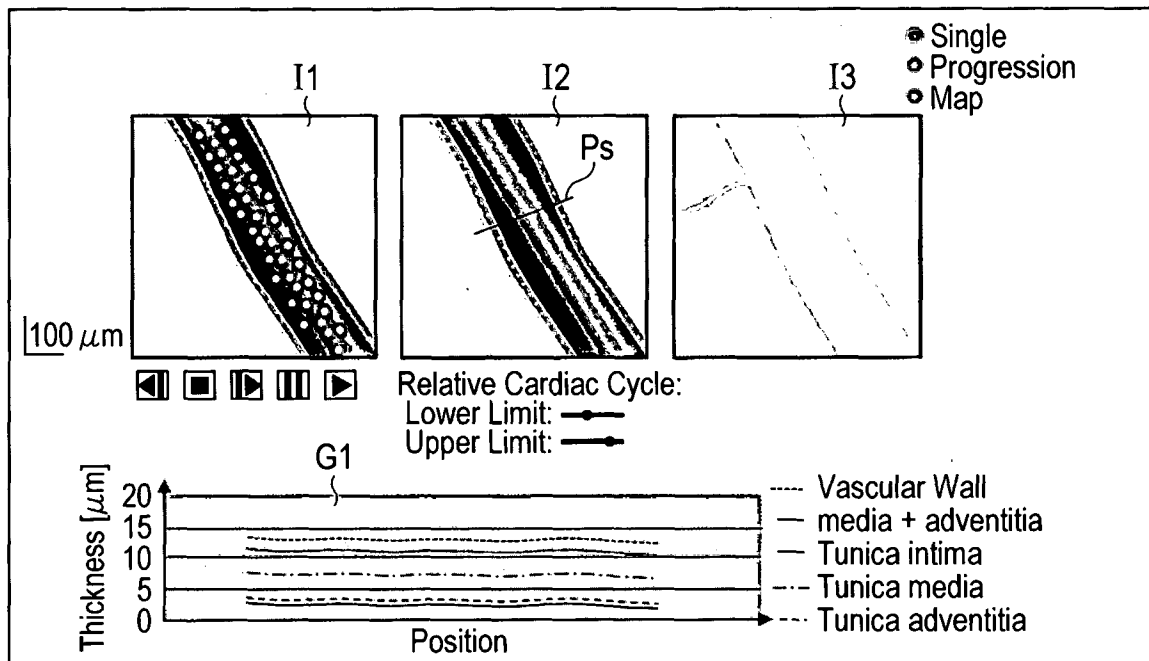 Single
Progression
Map
I1
I2
I3
Ps
100 μm
Relative Cardiac Cycle:
Lower Limit:
Upper Limit:
G1
Thickness [μm]
20
15
10
5
0
Position
Vascular Wall
media + adventitia
Tunica intima
Tunica media
Tunica adventitia